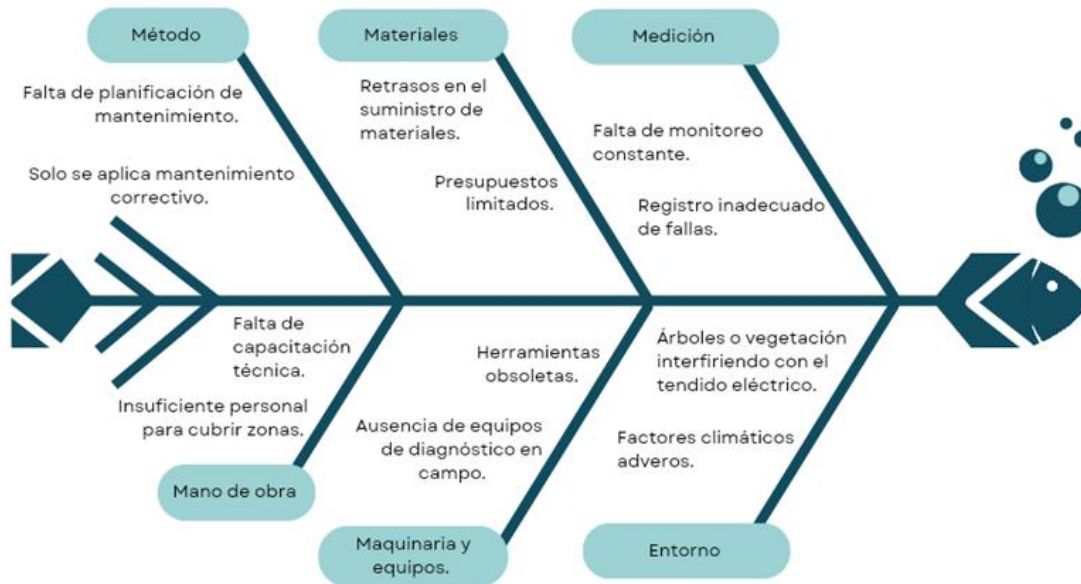 Método
Falta de planificación de
mantenimiento.
Solo se aplica mantenimiento
correctivo.
Materiales
Retrasos en el
suministro de
materiales.
Presupuestos
limitados.
Medición
Falta de monitoreo
constante.
Registro inadecuado
de fallas.
Falta de
capacitación
técnica.
Insuficiente personal
para cubrir zonas.
Mano de obra
Herramientas
obsoletas.
Ausencia de equipos
de diagnóstico en
campo.
Maquinaria y
equipos.
Árboles o vegetación
interfiriendo con el
tendido eléctrico.
Factores climáticos
adveros.
Entorno